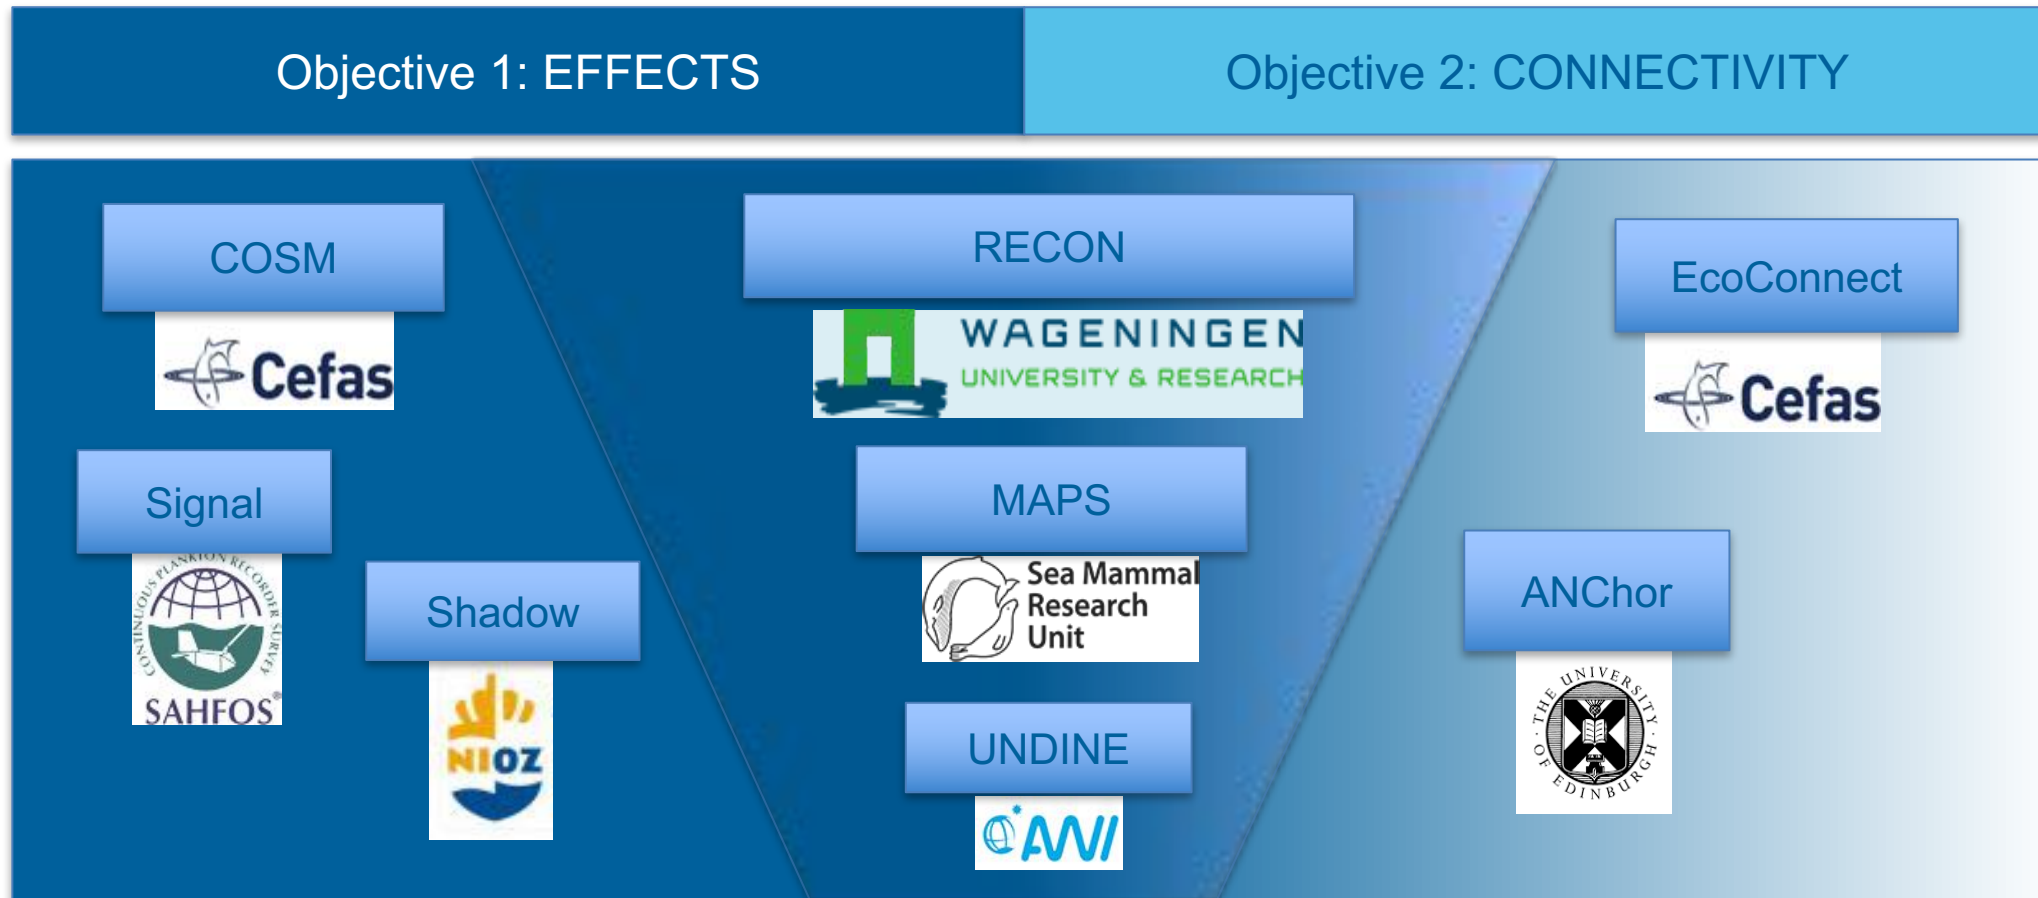 Objective 1: EFFECTS
Objective 2: CONNECTIVITY
COSM
Cefas
RECON
WAGENINGEN
UNIVERSITY & RESEARCH
EcoConnect
Cefas
Signal
CONTINUOUS PLANKTON RECORDER SURVEY
SAHFOS®
Shadow
NIOZ
MAPS
Sea Mammal
Research
Unit
UNDINE
AWI
ANChor
THE UNIVERSITY OF EDINBURGH